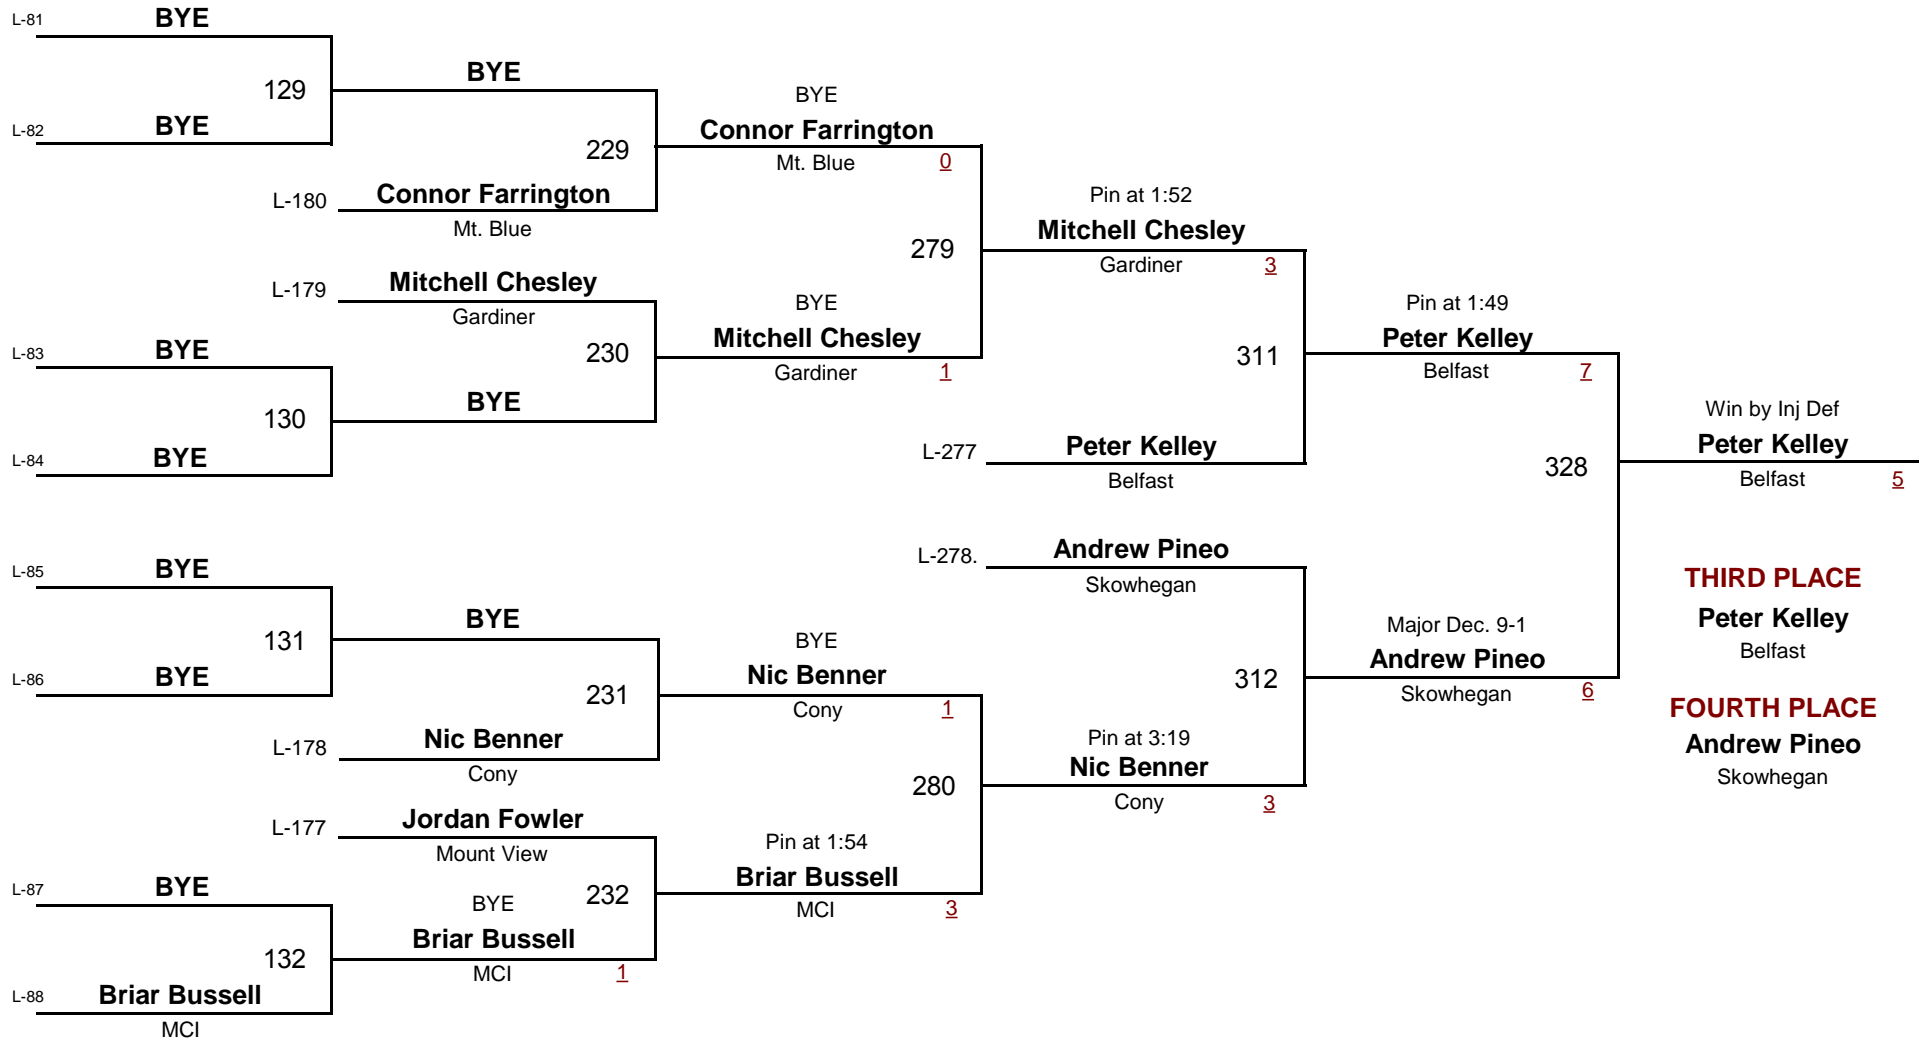 L-81 BYE
129
L-82 BYE
BYE
229
L-180 Connor Farrington
Mt. Blue
BYE
Connor Farrington
Mt. Blue 0
L-179 Mitchell Chesley
Gardiner
230
L-83 BYE
130
L-84 BYE
BYE
BYE
Mitchell Chesley
Gardiner 1
279
Pin at 1:52
Mitchell Chesley
Gardiner 3
311
L-277 Peter Kelley
Belfast
Pin at 1:49
Peter Kelley
Belfast 7
328
Win by Inj Def
Peter Kelley
Belfast 5
L-85 BYE
131
L-86 BYE
BYE
231
L-178 Nic Benner
Cony
BYE
Nic Benner
Cony 1
L-177 Jordan Fowler
Mount View
232
L-87 BYE
132
L-88 Briar Bussell
MCI
BYE
Briar Bussell
MCI 1
Pin at 1:54
Briar Bussell
MCI 3
280
L-278. Andrew Pineo
Skowhegan
312
Pin at 3:19
Nic Benner
Cony 3
Major Dec. 9-1
Andrew Pineo
Skowhegan 6
THIRD PLACE
Peter Kelley
Belfast
FOURTH PLACE
Andrew Pineo
Skowhegan